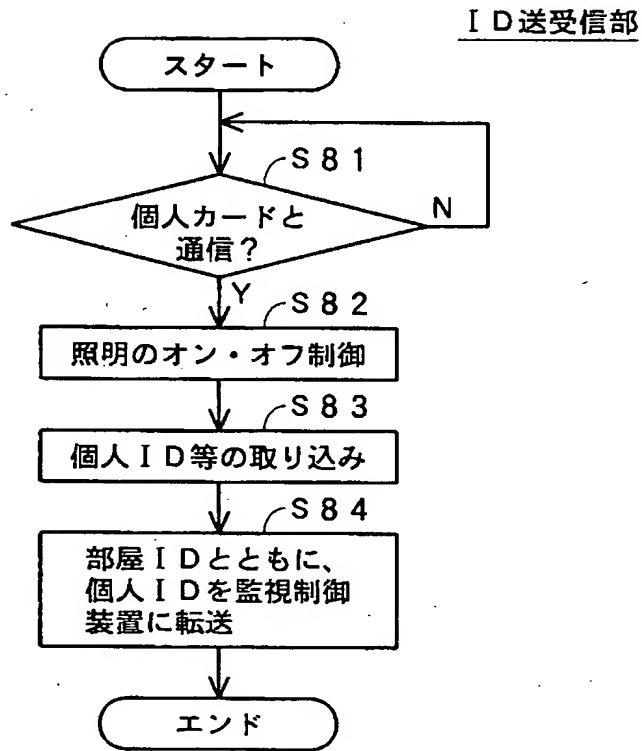 ID送受信部
スタート
S81
個人カードと
通信?
N
Y
S82
照明のオン・オフ制御
S83
個人ID等の取り込み
S84
部屋IDとともに、
個人IDを監視制御
装置に転送
エンド